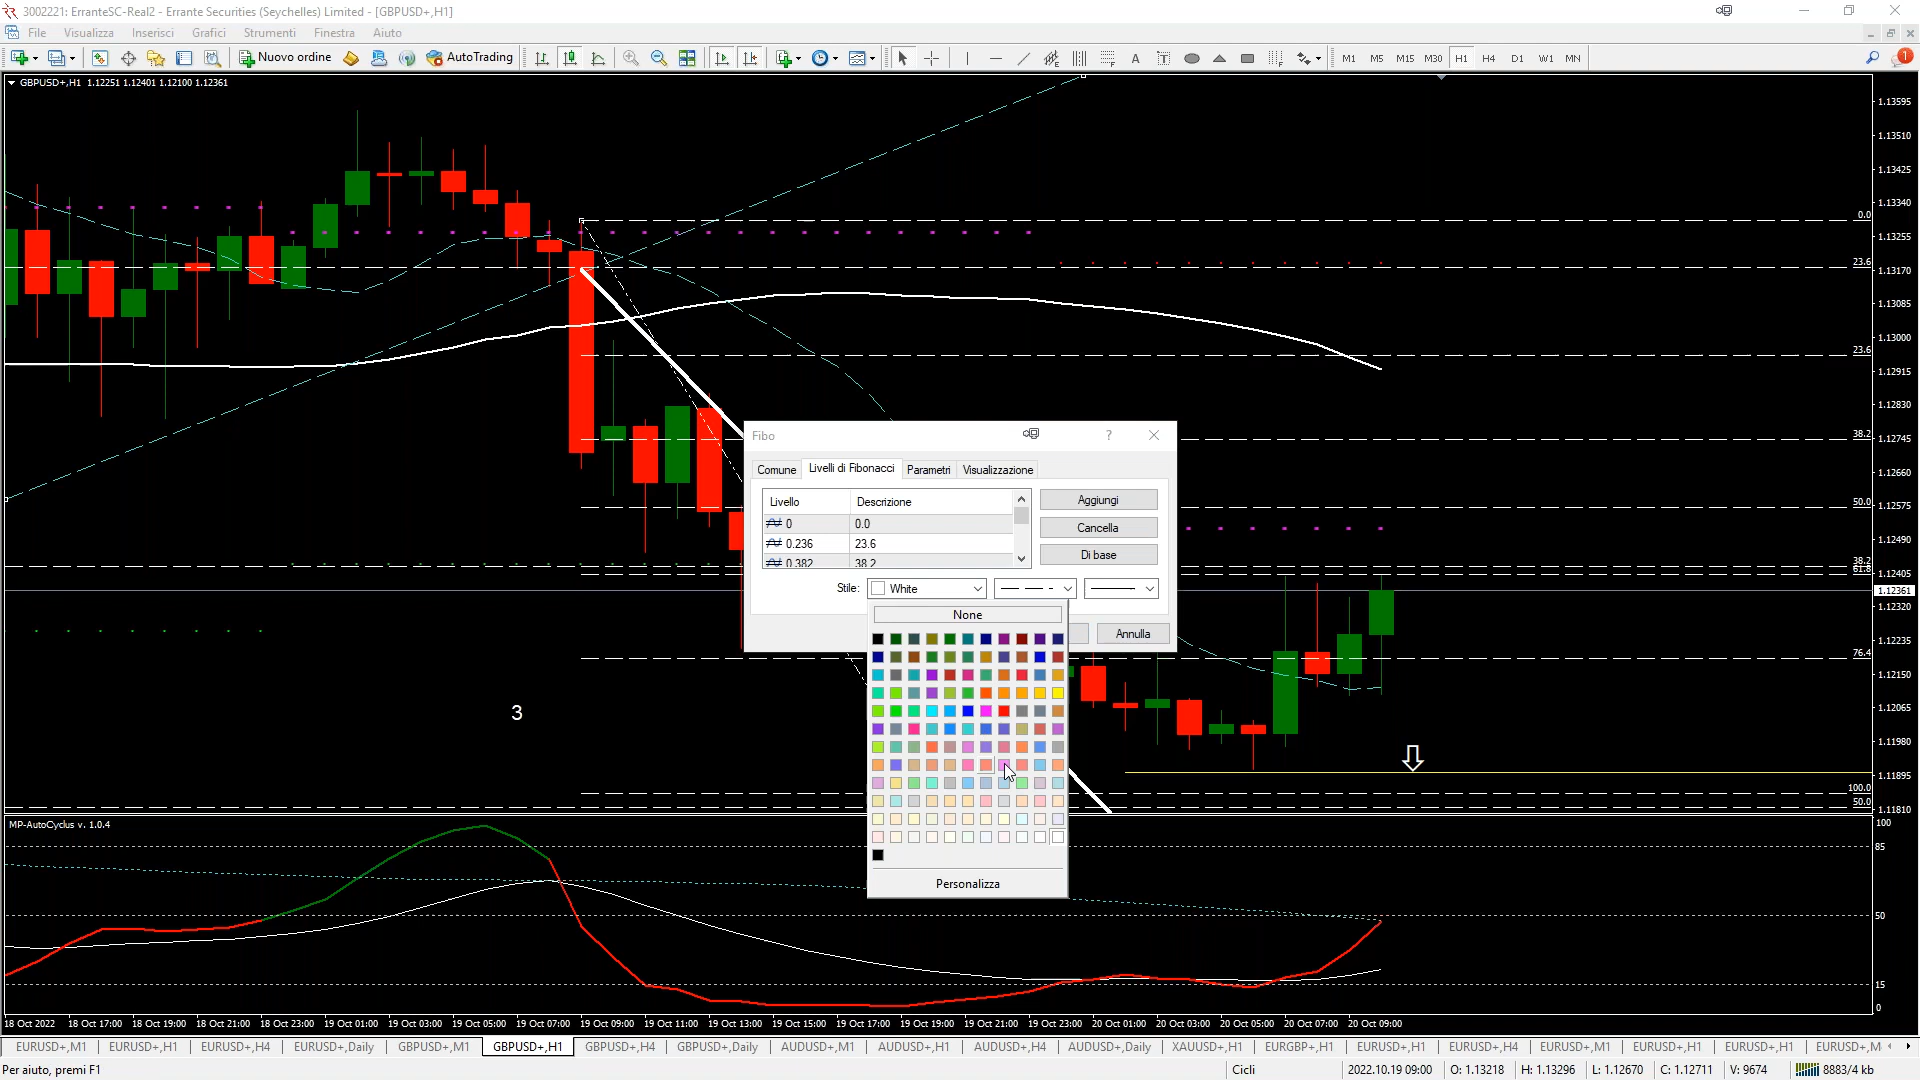 3002221: ErranteSC-Real2 - Errante Securities (Seychelles) Limited - [GBPUSD+,H1]
File Visualizza Inserisci Grafici Strumenti Finestra Aiuto
Nuovo ordine AutoTrading A T M1 M5 M15 M30 H1 H4 D1 W1 MN 1
GBPUSD+,H1 1.12251 1.12401 1.12100 1.12361
1.13595
1.13510
1.13425
1.13340
0.0
1.13255
23.6
1.13170
1.13085
1.13000
23.6
1.12915
1.12830
38.2
1.12745
1.12660
50.0
1.12575
1.12490
38.2
61.8
1.12405
1.12361
1.12320
1.12235
76.4
1.12150
1.12065
1.11980
1.11895
100.0
50.0
1.11810
Fibo ?
Comune Livelli di Fibonacci Parametri Visualizzazione
Livello Descrizione
0 0.0
0.236 23.6
0.382 38.2
Aggiungi
Cancella
Di base
Stile: White
None
Annulla
Personalizza
3
MP-AutoCyclus v. 1.0.4
100
85
50
15
0
18 Oct 2022 18 Oct 17:00 18 Oct 19:00 18 Oct 21:00 18 Oct 23:00 19 Oct 01:00 19 Oct 03:00 19 Oct 05:00 19 Oct 07:00 19 Oct 09:00 19 Oct 11:00 19 Oct 13:00 19 Oct 15:00 19 Oct 17:00 19 Oct 19:00 19 Oct 21:00 19 Oct 23:00 20 Oct 01:00 20 Oct 03:00 20 Oct 05:00 20 Oct 07:00 20 Oct 09:00
EURUSD+,M1 EURUSD+,H1 EURUSD+,H4 EURUSD+,Daily GBPUSD+,M1 GBPUSD+,H1 GBPUSD+,H4 GBPUSD+,Daily AUDUSD+,M1 AUDUSD+,H1 AUDUSD+,H4 AUDUSD+,Daily XAUUSD+,H1 EURGBP+,H1 EURUSD+,H1 EURUSD+,H4 EURUSD+,M1 EURUSD+,H1 EURUSD+,H1 EURUSD+,M
Per aiuto, premi F1 Cicli 2022.10.19 09:00 O: 1.13218 H: 1.13296 L: 1.12670 C: 1.12711 V: 9674 8883/4 kb